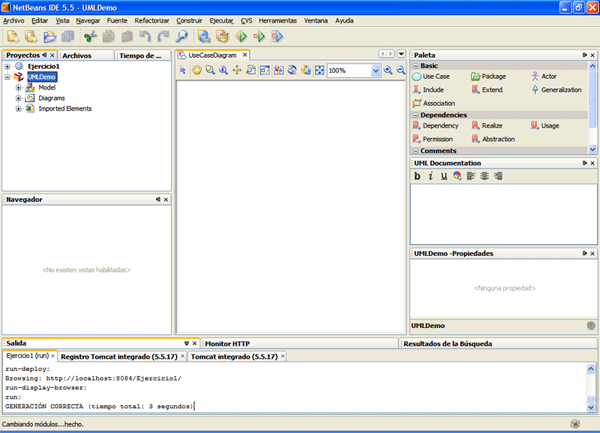 NetBeans IDE 5.5 - UMLDemo
Archivo Editar Vista Navegar Fuente Refactorizar Construir Ejecutar CVS Herramientas Ventana Ayuda
Proyectos Archivos Tiempo de ...
Ejercicio1
UMLDemo
Model
Diagrams
Imported Elements
Navegador
<No existen vistas habilitadas>
UseCaseDiagram
100%
Paleta
Basic
Use Case Package Actor
Include Extend Generalization
Association
Dependencies
Dependency Realize Usage
Permission Abstraction
Comments
UML Documentation
b i u
UMLDemo -Propiedades
<Ninguna propiedad>
UMLDemo
Salida Monitor HTTP Resultados de la Búsqueda
Ejercicio1 (run) Registro Tomcat integrado (5.5.17) Tomcat integrado (5.5.17)
run-deploy:
Browsing: http://localhost:8084/Ejercicio1/
run-display-browser:
run:
GENERACIÓN CORRECTA (tiempo total: 3 segundos)
Cambiando módulos...hecho.